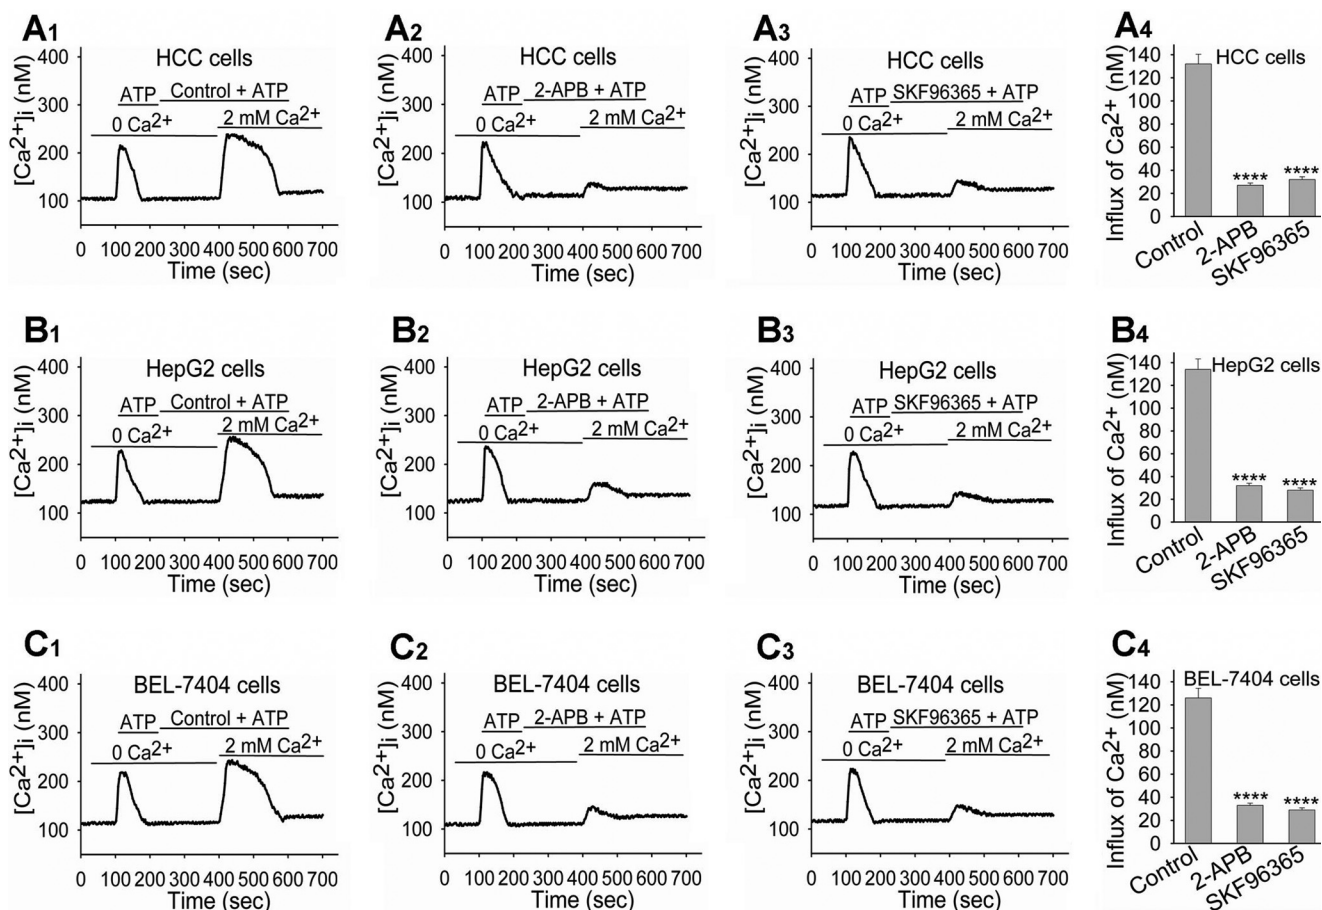 A1
HCC cells
ATP Control + ATP
0 Ca2+ 2 mM Ca2+
[Ca2+]i (nM)
400
300
200
100
0 100 200 300 400 500 600 700
Time (sec)
A2
HCC cells
ATP 2-APB + ATP
0 Ca2+ 2 mM Ca2+
400
300
200
100
0 100 200 300 400 500 600 700
Time (sec)
A3
HCC cells
ATP SKF96365 + ATP
0 Ca2+ 2 mM Ca2+
400
300
200
100
0 100 200 300 400 500 600 700
Time (sec)
A4
HCC cells
Influx of Ca2+ (nM)
140
120
100
80
60
40
20
0
**** ****
Control
2-APB
SKF96365
B1
HepG2 cells
ATP Control + ATP
0 Ca2+ 2 mM Ca2+
[Ca2+]i (nM)
400
300
200
100
0 100 200 300 400 500 600 700
Time (sec)
B2
HepG2 cells
ATP 2-APB + ATP
0 Ca2+ 2 mM Ca2+
400
300
200
100
0 100 200 300 400 500 600 700
Time (sec)
B3
HepG2 cells
ATP SKF96365 + ATP
0 Ca2+ 2 mM Ca2+
400
300
200
100
0 100 200 300 400 500 600 700
Time (sec)
B4
HepG2 cells
Influx of Ca2+ (nM)
140
120
100
80
60
40
20
0
**** ****
Control
2-APB
SKF96365
C1
BEL-7404 cells
ATP Control + ATP
0 Ca2+ 2 mM Ca2+
[Ca2+]i (nM)
400
300
200
100
0 100 200 300 400 500 600 700
Time (sec)
C2
BEL-7404 cells
ATP 2-APB + ATP
0 Ca2+ 2 mM Ca2+
400
300
200
100
0 100 200 300 400 500 600 700
Time (sec)
C3
BEL-7404 cells
ATP SKF96365 + ATP
0 Ca2+ 2 mM Ca2+
400
300
200
100
0 100 200 300 400 500 600 700
Time (sec)
C4
BEL-7404 cells
Influx of Ca2+ (nM)
140
120
100
80
60
40
20
0
**** ****
Control
2-APB
SKF96365